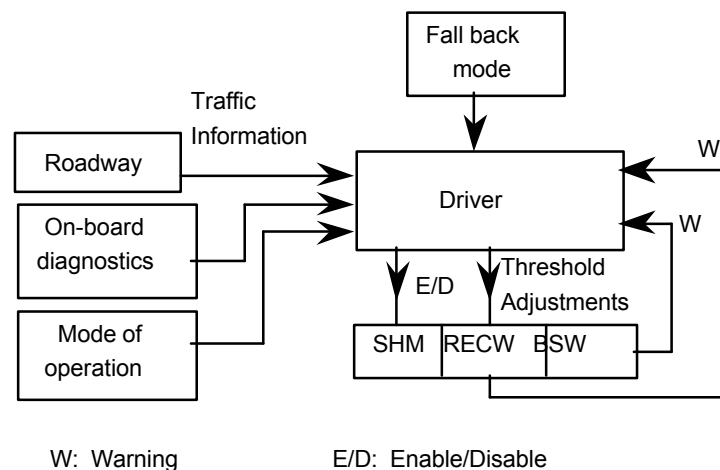 Fall back
mode
Traffic
Information
Roadway
W
Driver
On-board
diagnostics
W
E/D
Threshold
Adjustments
Mode of
operation
SHM RECW BSW
W: Warning
E/D: Enable/Disable